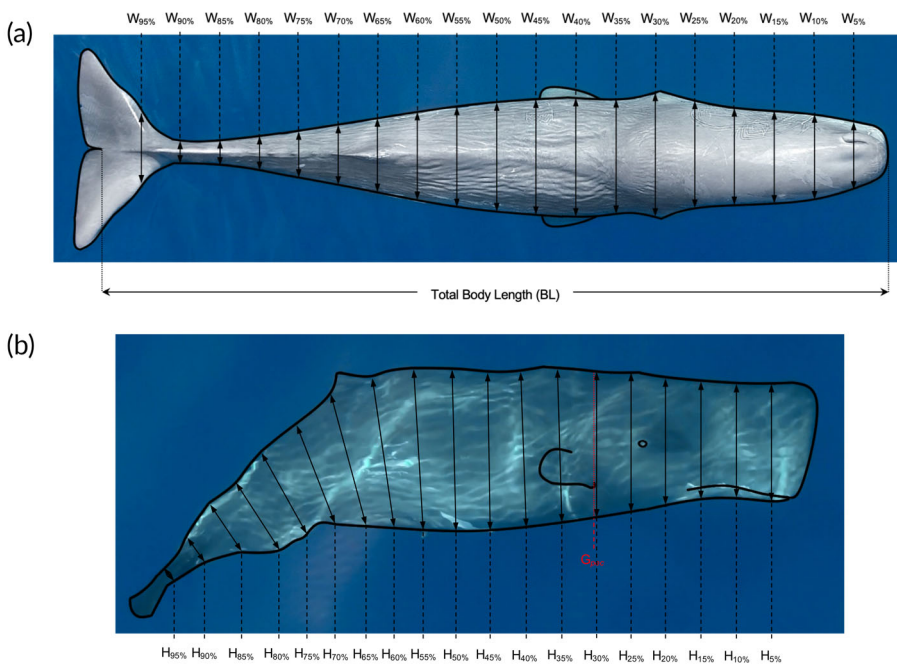 (a)
W95% W90% W85% W80% W75% W70% W65% W60% W55% W50% W45% W40% W35% W30% W25% W20% W15% W10% W5%
Total Body Length (BL)
(b)
H95% H90% H85% H80% H75% H70% H65% H60% H55% H50% H45% H40% H35% H30% H25% H20% H15% H10% H5%